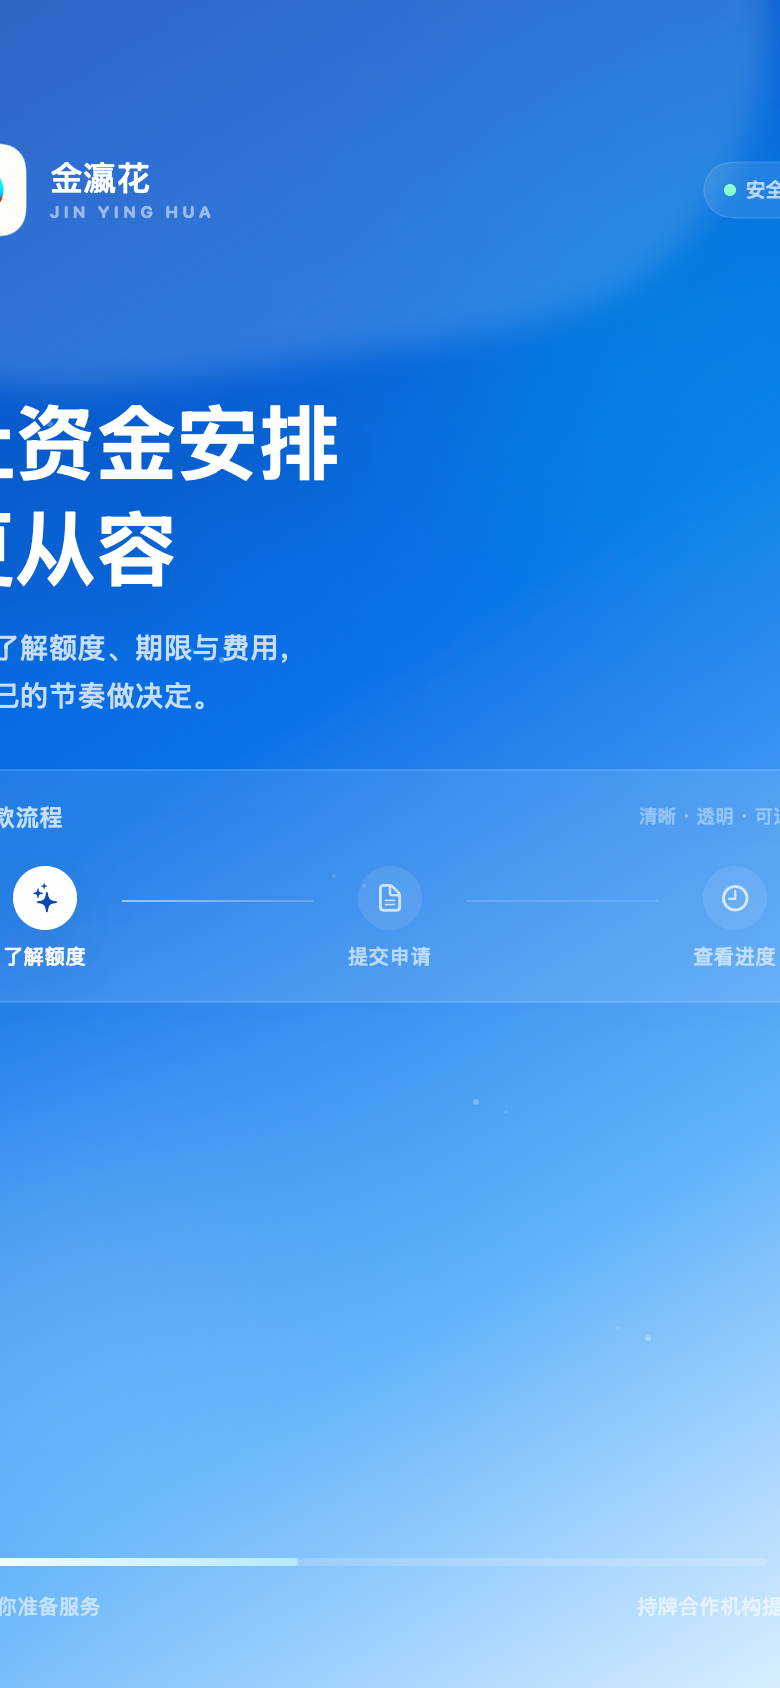 金瀛花
JIN YING HUA
安全
资金安排
从容
了解额度、期限与费用，
己的节奏做决定。
款流程
清晰 · 透明 · 可
了解额度
提交申请
查看进度
你准备服务
持牌合作机构提